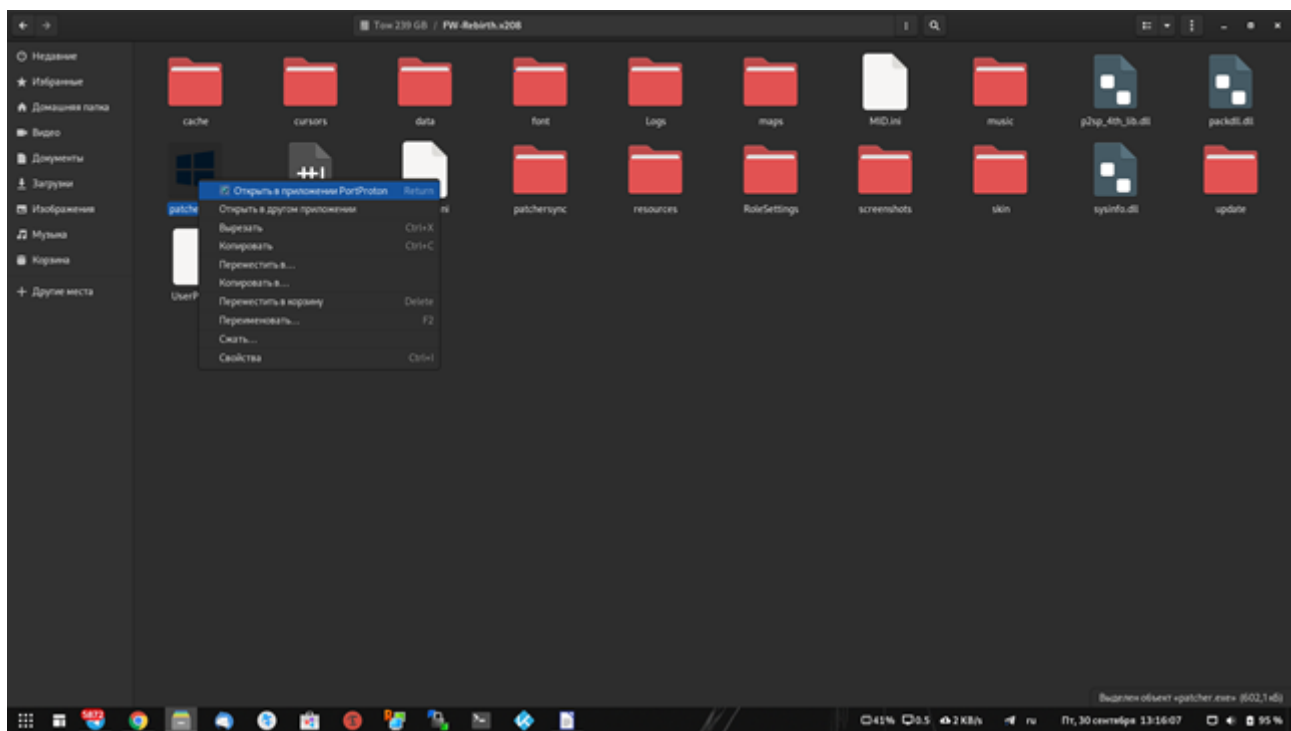 Том 239 GB / FW-Rebirth.v208
Недавние
Избранные
Домашняя папка
Видео
Документы
Загрузки
Изображения
Музыка
Корзина
+ Другие места
cache
cursors
data
font
Logs
maps
MID.ini
music
p2sp_4th_lib.dll
packdll.dll
patche
ni
patchersync
resources
RoleSettings
screenshots
skin
sysinfo.dll
update
UserP
Открыть в приложении PortProton Return
Открыть в другом приложении
Вырезать Ctrl+X
Копировать Ctrl+C
Переместить в...
Копировать в...
Переместить в корзину Delete
Переименовать... F2
Сжать...
Свойства Ctrl+I
Выделен объект «patcher.exe» (602,1 кБ)
5872
41% 0.5 2 KB/s ru Пт, 30 сентября 13:16:07 95 %